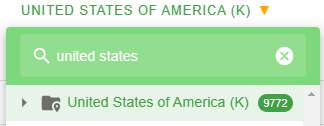 UNITED STATES OF AMERICA (K)
united states
United States of America (K) 9772